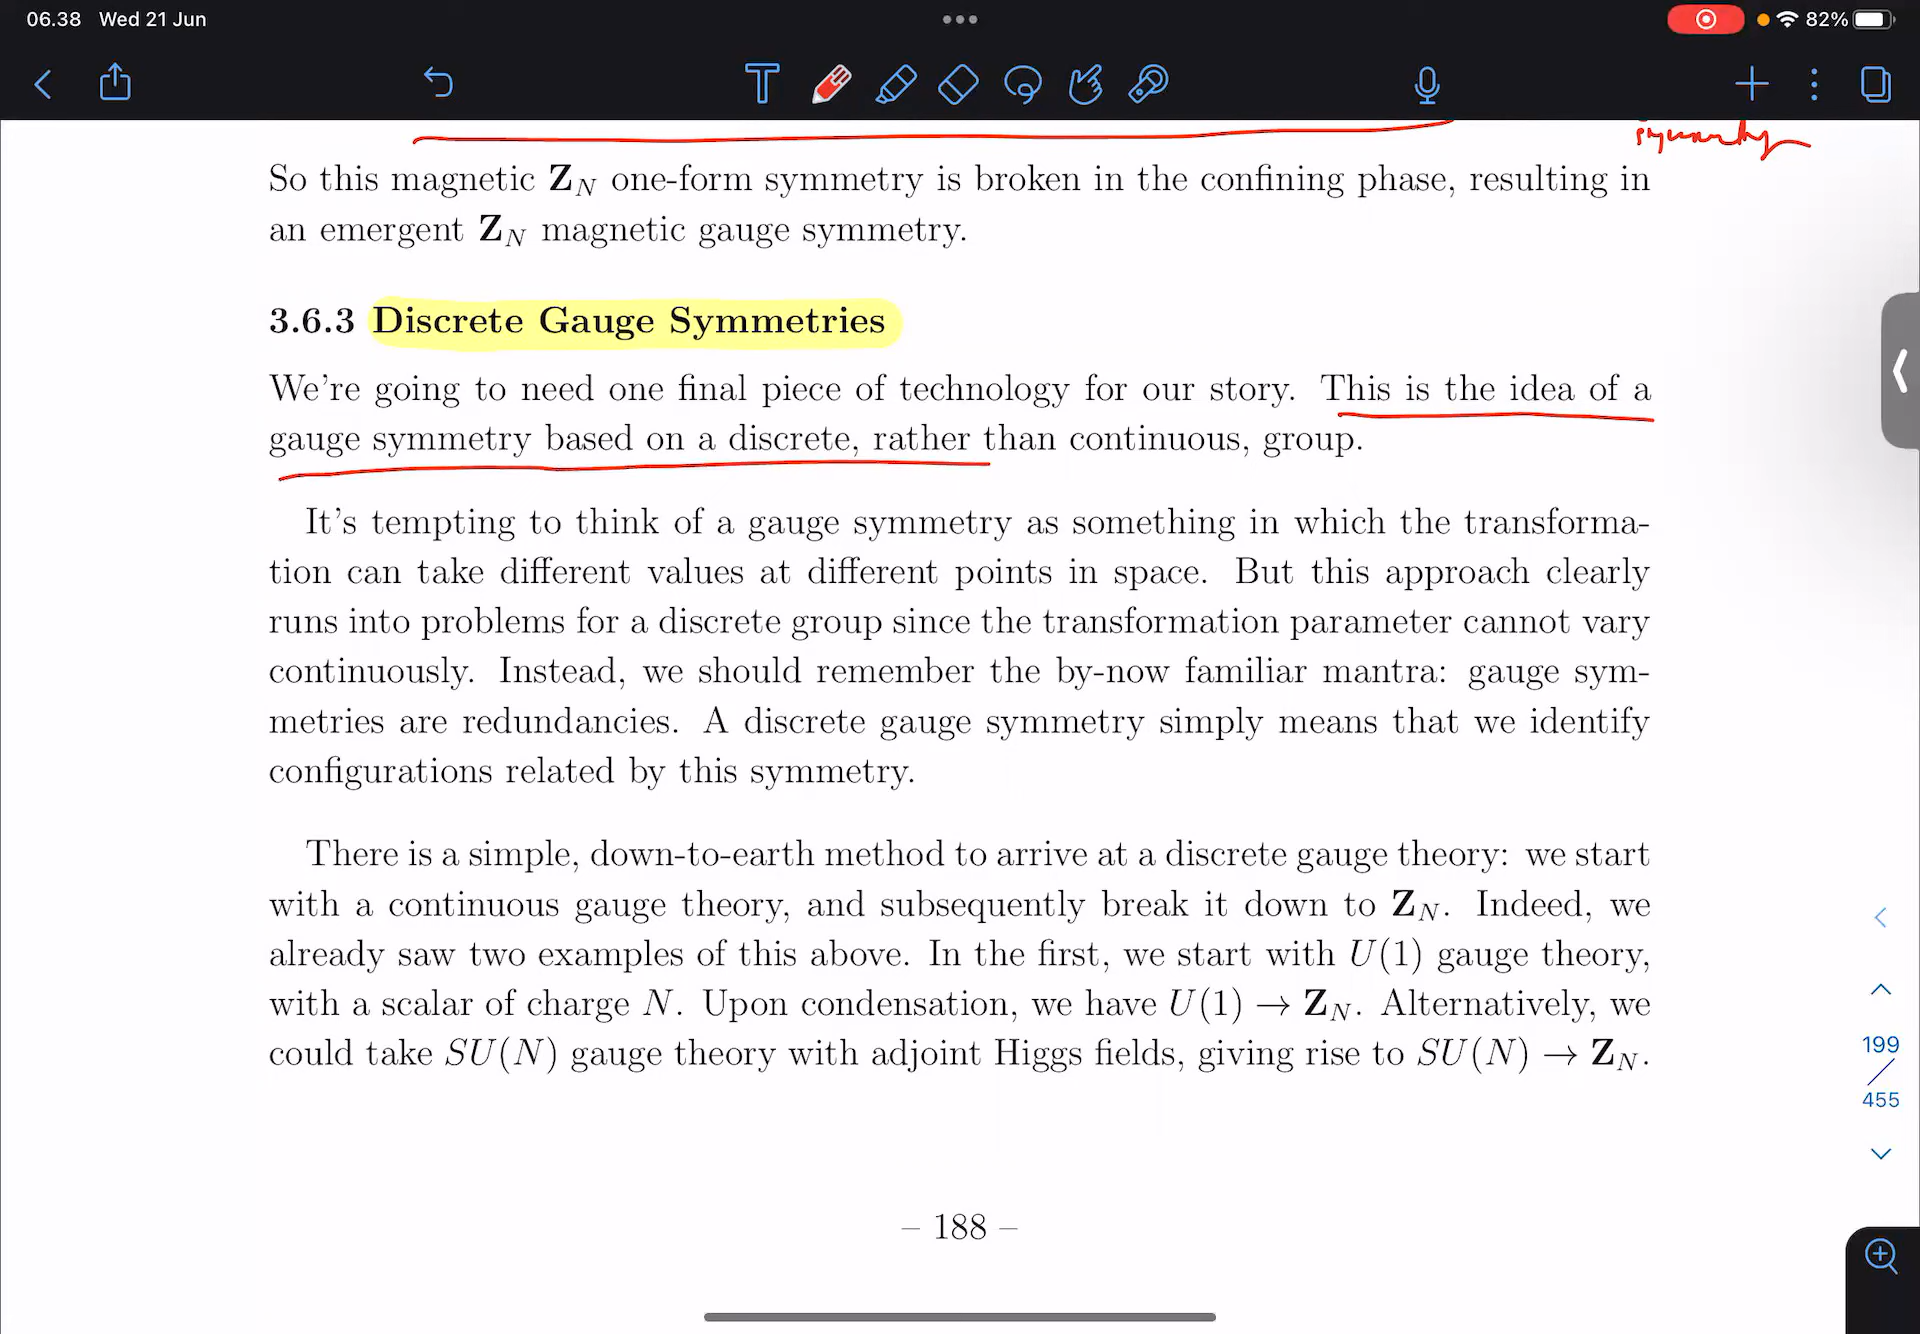 06.38 Wed 21 Jun
82%
symmetry
So this magnetic Z_N one-form symmetry is broken in the confining phase, resulting in
an emergent Z_N magnetic gauge symmetry.
3.6.3 Discrete Gauge Symmetries
We're going to need one final piece of technology for our story. This is the idea of a
gauge symmetry based on a discrete, rather than continuous, group.
It's tempting to think of a gauge symmetry as something in which the transforma-
tion can take different values at different points in space. But this approach clearly
runs into problems for a discrete group since the transformation parameter cannot vary
continuously. Instead, we should remember the by-now familiar mantra: gauge sym-
metries are redundancies. A discrete gauge symmetry simply means that we identify
configurations related by this symmetry.
There is a simple, down-to-earth method to arrive at a discrete gauge theory: we start
with a continuous gauge theory, and subsequently break it down to Z_N. Indeed, we
already saw two examples of this above. In the first, we start with U(1) gauge theory,
with a scalar of charge N. Upon condensation, we have U(1) → Z_N. Alternatively, we
could take SU(N) gauge theory with adjoint Higgs fields, giving rise to SU(N) → Z_N.
199
/
455
– 188 –